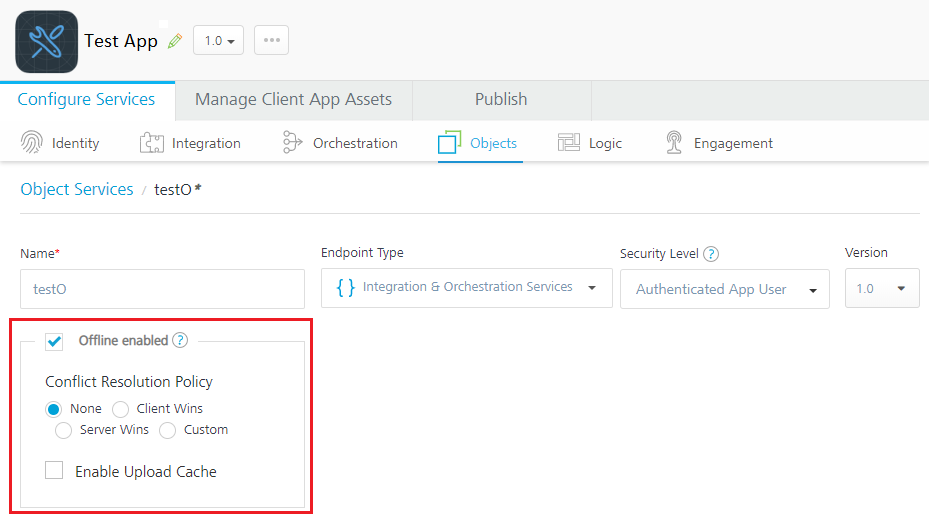 Test App 1.0
Configure Services Manage Client App Assets Publish
Identity Integration Orchestration Objects Logic Engagement
Object Services / testO*
Name* Endpoint Type Security Level ? Version
testO { } Integration & Orchestration Services Authenticated App User 1.0
Offline enabled ?
Conflict Resolution Policy
None Client Wins
Server Wins Custom
Enable Upload Cache